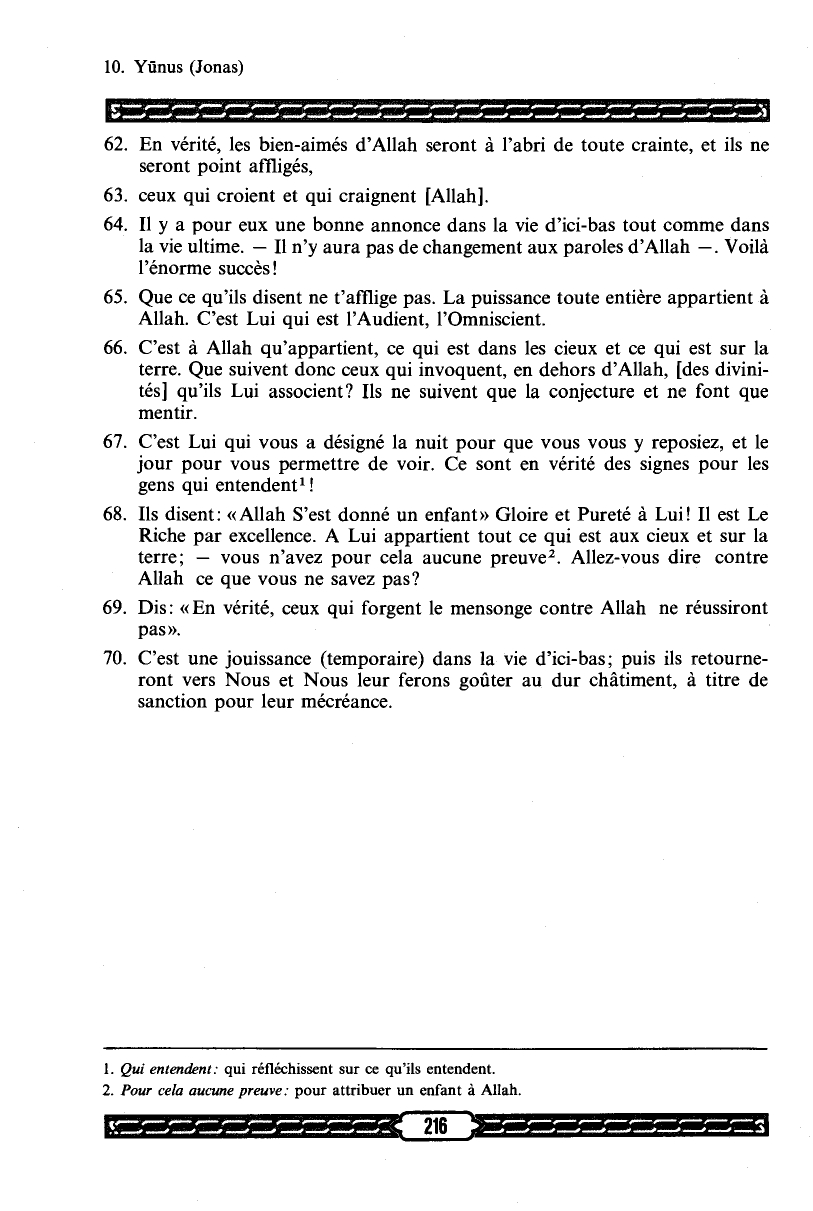 10. Yūnus (Jonas)
62. En vérité, les bien-aimés d’Allah seront à l’abri de toute crainte, et ils ne
seront point affligés,
63. ceux qui croient et qui craignent [Allah].
64. Il y a pour eux une bonne annonce dans la vie d’ici-bas tout comme dans
la vie ultime. — Il n’y aura pas de changement aux paroles d’Allah —. Voilà
l’énorme succès!
65. Que ce qu’ils disent ne t’afflige pas. La puissance toute entière appartient à
Allah. C’est Lui qui est l’Audient, l’Omniscient.
66. C’est à Allah qu’appartient, ce qui est dans les cieux et ce qui est sur la
terre. Que suivent donc ceux qui invoquent, en dehors d’Allah, [des divini-
tés] qu’ils Lui associent? Ils ne suivent que la conjecture et ne font que
mentir.
67. C’est Lui qui vous a désigné la nuit pour que vous vous y reposiez, et le
jour pour vous permettre de voir. Ce sont en vérité des signes pour les
gens qui entendent¹!
68. Ils disent: «Allah S’est donné un enfant» Gloire et Pureté à Lui! Il est Le
Riche par excellence. A Lui appartient tout ce qui est aux cieux et sur la
terre; — vous n’avez pour cela aucune preuve². Allez-vous dire contre
Allah ce que vous ne savez pas?
69. Dis: «En vérité, ceux qui forgent le mensonge contre Allah ne réussiront
pas».
70. C’est une jouissance (temporaire) dans la vie d’ici-bas; puis ils retourne-
ront vers Nous et Nous leur ferons goûter au dur châtiment, à titre de
sanction pour leur mécréance.
1. Qui entendent: qui réfléchissent sur ce qu’ils entendent.
2. Pour cela aucune preuve: pour attribuer un enfant à Allah.
216